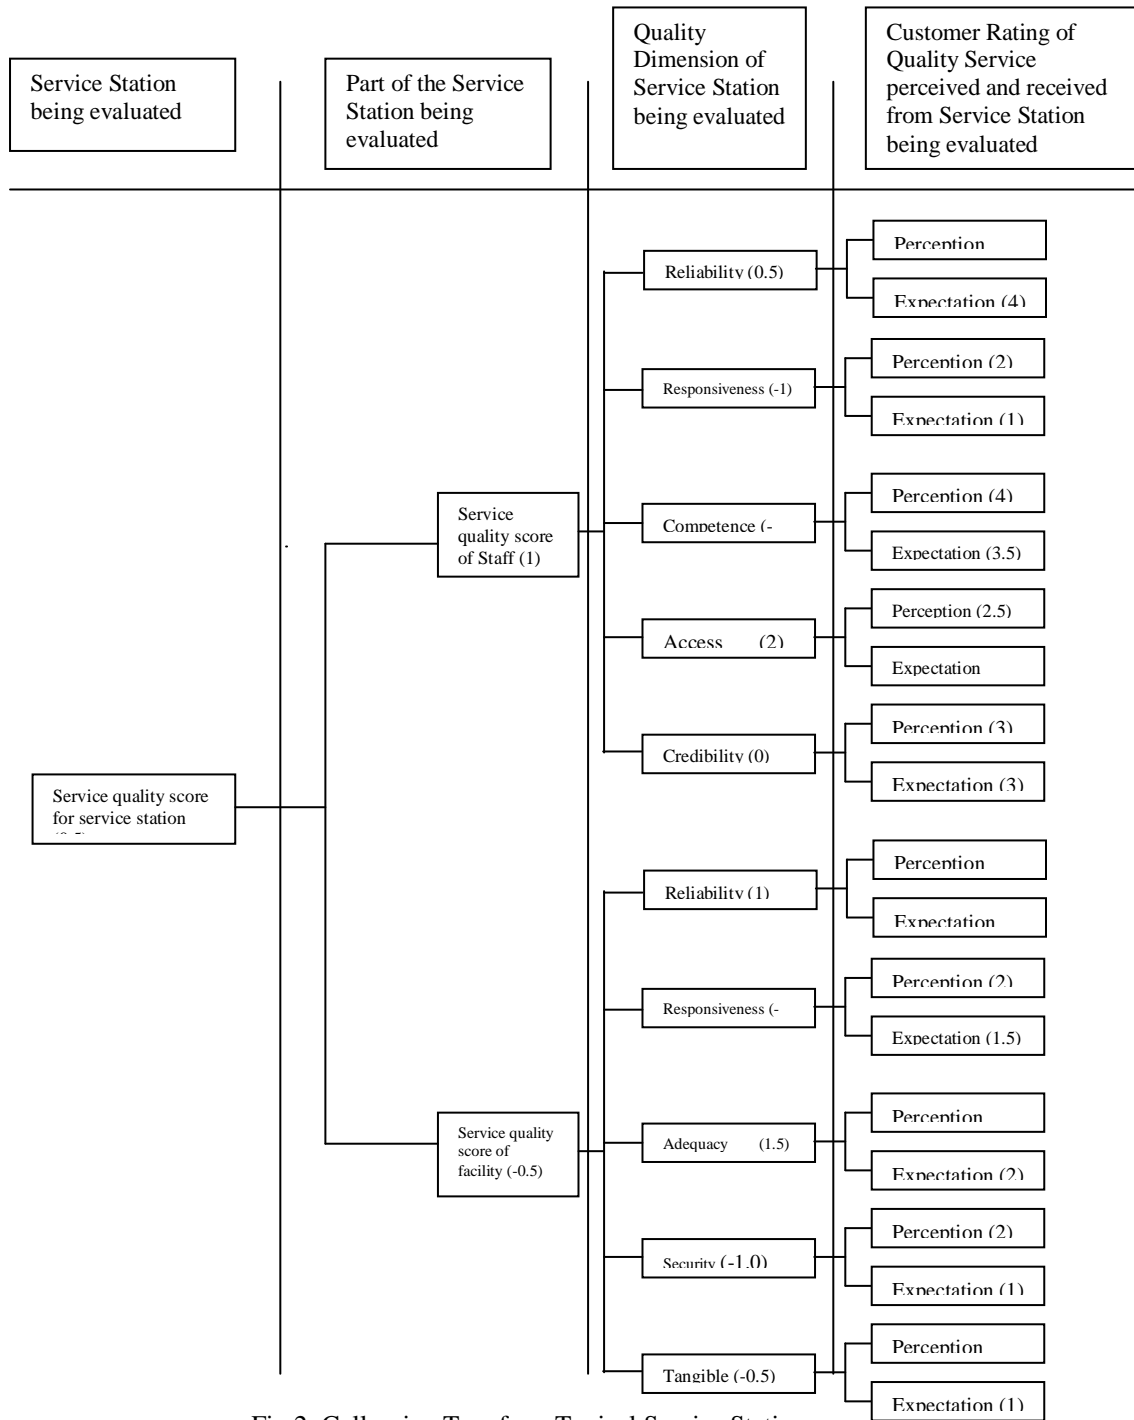 Service Station
being evaluated
Part of the Service
Station being
evaluated
Quality
Dimension of
Service Station
being evaluated
Customer Rating of
Quality Service
perceived and received
from Service Station
being evaluated
Perception
Reliability (0.5)
Expectation (4)
Perception (2)
Responsiveness (-1)
Expectation (1)
Perception (4)
Service
quality score
of Staff (1)
Competence (-
Expectation (3.5)
Perception (2.5)
Access (2)
Expectation
Perception (3)
Credibility (0)
Expectation (3)
Service quality score
for service station
Perception
Reliability (1)
Expectation
Perception (2)
Responsiveness (-
Expectation (1.5)
Perception
Service quality
score of
facility (-0.5)
Adequacy (1.5)
Expectation (2)
Perception (2)
Security (-1.0)
Expectation (1)
Perception
Tangible (-0.5)
Expectation (1)